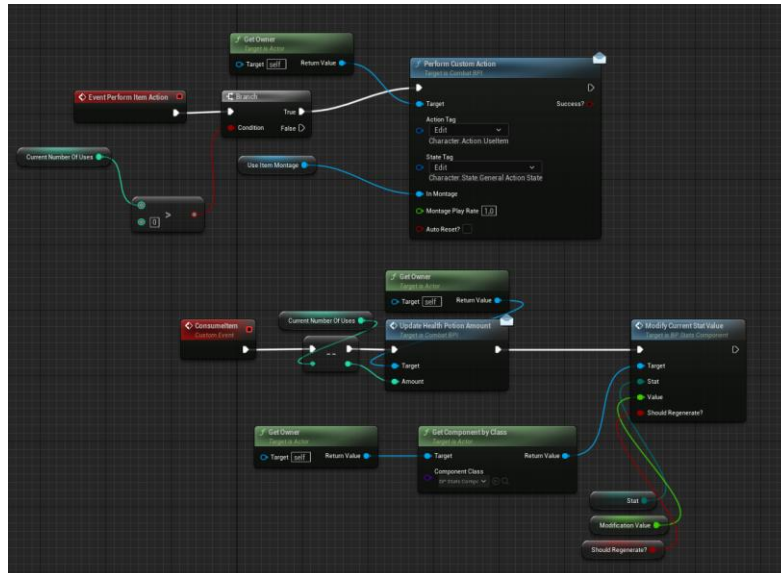 Get Owner
Target is Actor
Target self Return Value
Perform Custom Action
Target is Combat BPI
Target
Success?
Action Tag
Edit
Character.Action.UseItem
State Tag
Edit
Character.State.General Action State
In Montage
Montage Play Rate 1,0
Auto Reset?
Event Perform Item Action
Branch
True
Condition False
Current Number Of Uses
0 >
Use Item Montage
Get Owner
Target is Actor
Target self Return Value
ConsumeItem
Custom Event
Current Number Of Uses
--
Update Health Potion Amount
Target is Combat BPI
Target
Amount
Modify Current Stat Value
Target is BP Stats Component
Target
Stat
Value
Should Regenerate?
Get Owner
Target is Actor
Target self Return Value
Get Component by Class
Target is Actor
Target Return Value
Component Class
BP Stats Compo
Stat
Modification Value
Should Regenerate?